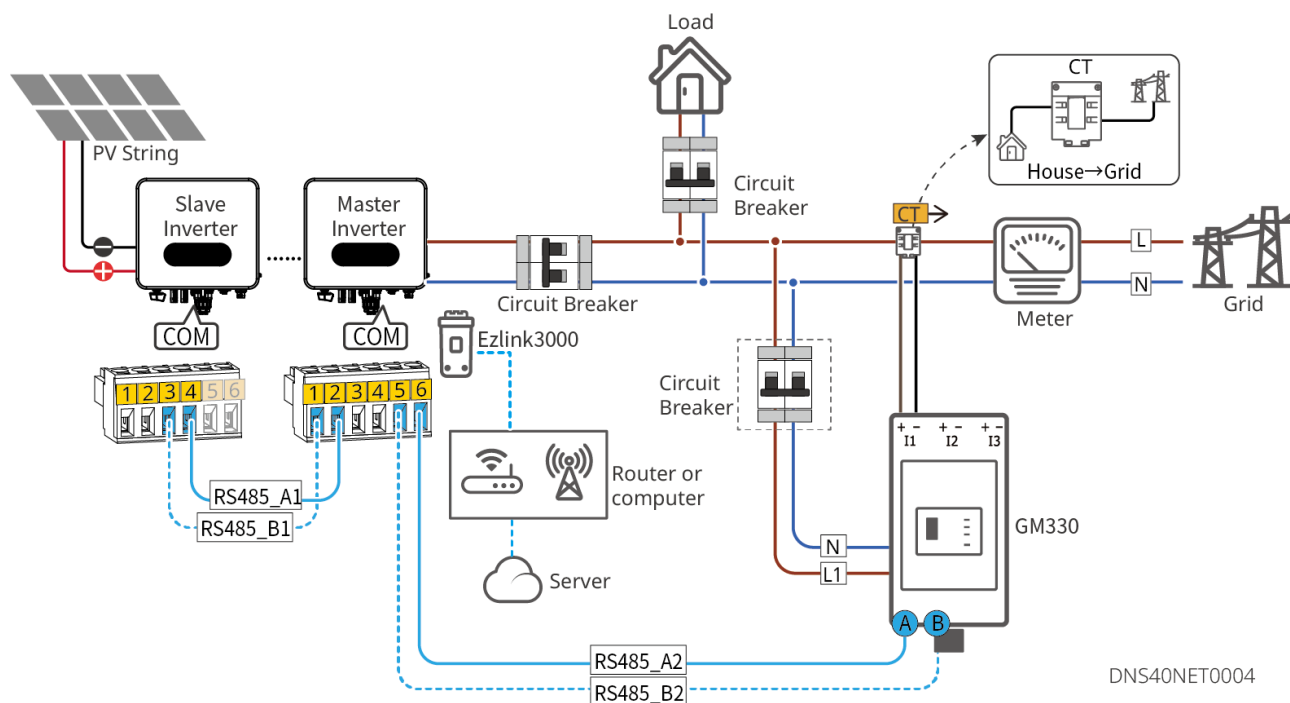 Load
CT
House→Grid
PV String
Slave
Inverter
Master
Inverter
Circuit
Breaker
CT
L
N
Circuit Breaker
Meter
Grid
COM
COM
Ezlink3000
1 2 3 4 5 6
1 2 3 4 5 6
Circuit
Breaker
+ - + - + -
I1 I2 I3
Router or
computer
RS485_A1
RS485_B1
GM330
N
L1
Server
A B
RS485_A2
RS485_B2
DNS40NET0004